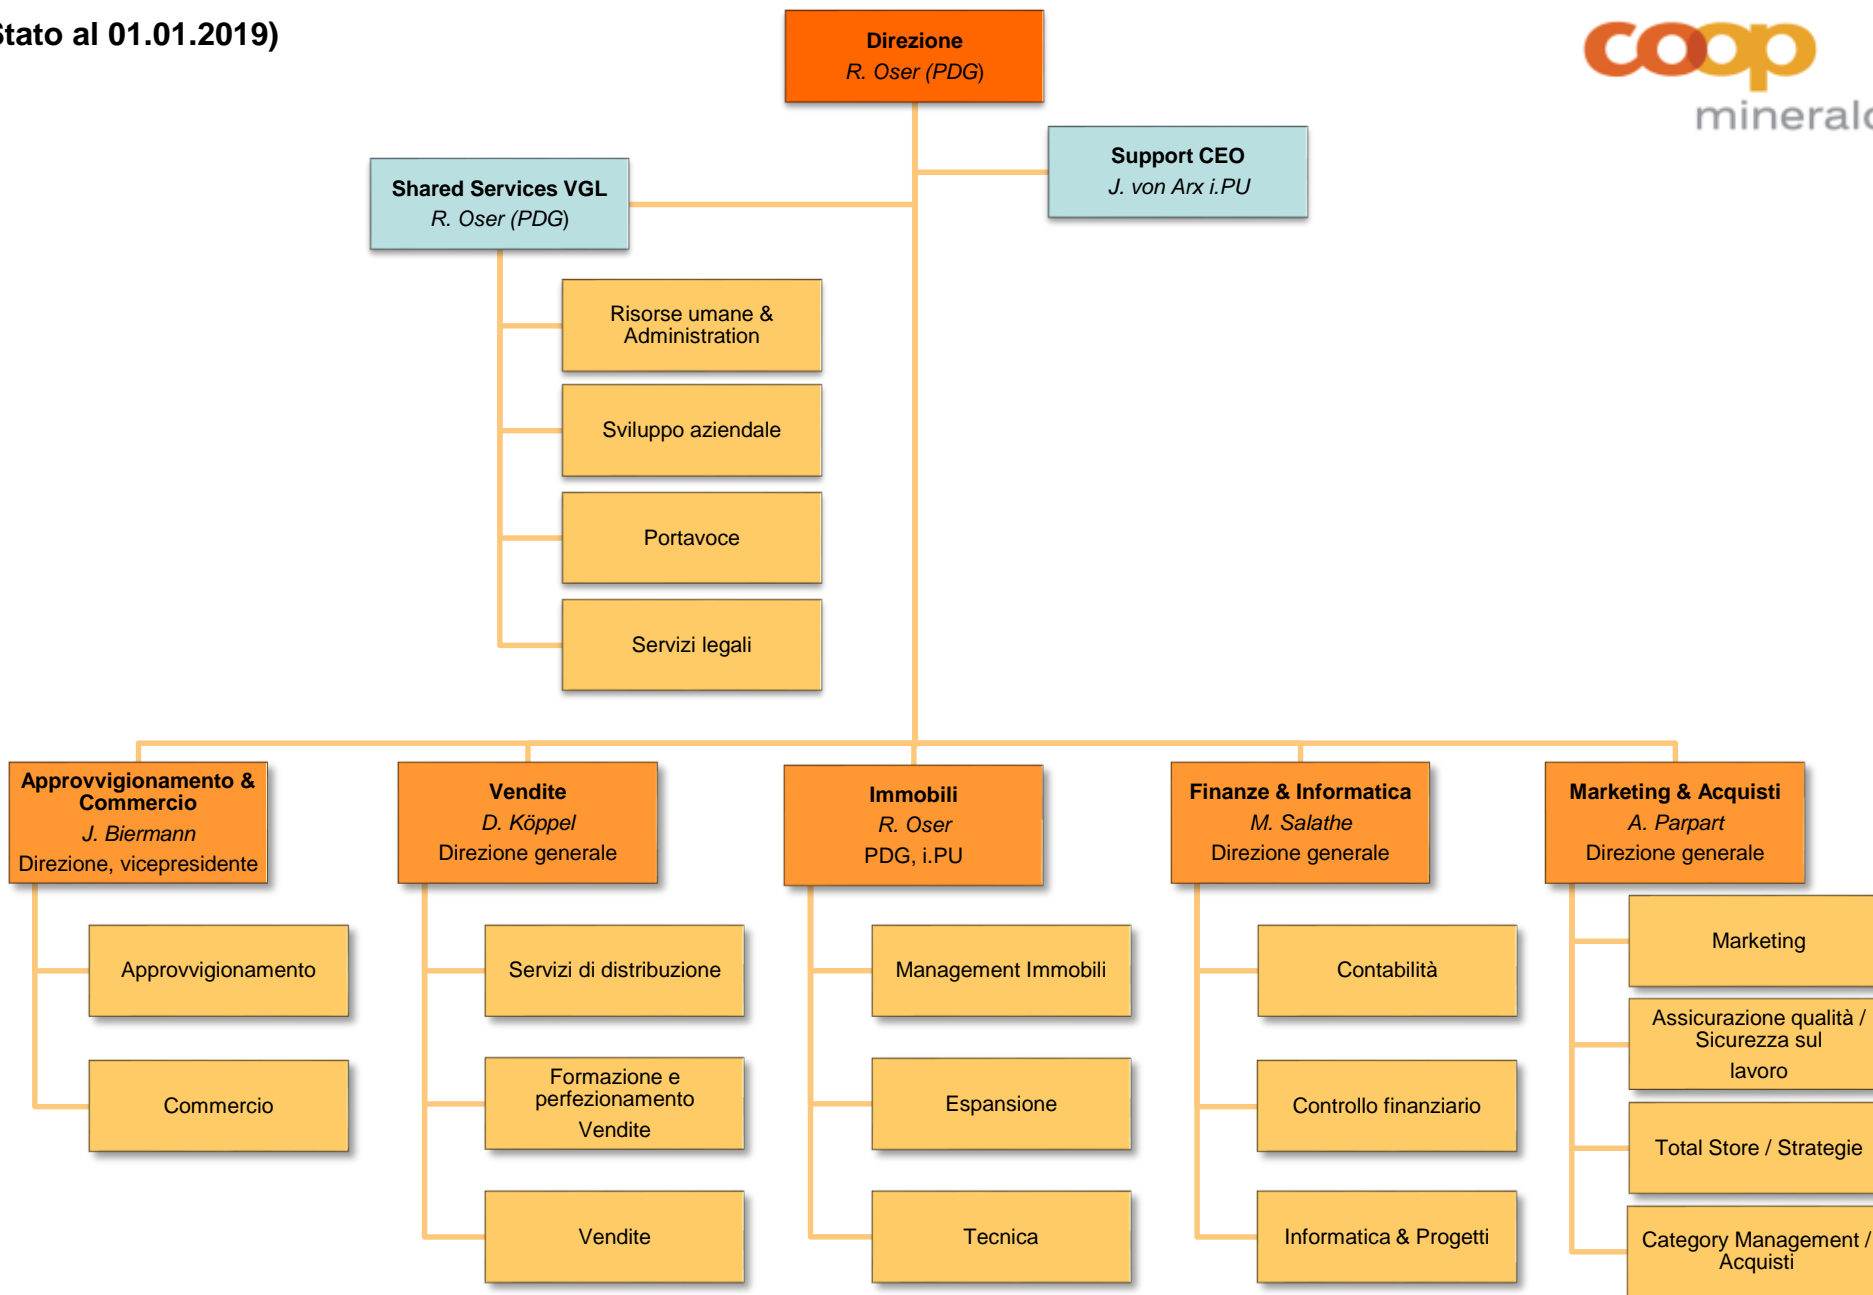 al 01.01.2019)
Direzione
R. Oser (PDG)
coop
Support CEO
J. von Arx i.PU
Shared Services VGL
R. Oser (PDG)
Risorse umane &
Administration
Sviluppo aziendale
Portavoce
Servizi legali
Approvvigionamento &
Commercio
J. Biermann
Direzione, vicepresidente
Approvvigionamento
Commercio
Vendite
D. Köppel
Direzione generale
Servizi di distribuzione
Formazione e
perfezionamento
Vendite
Vendite
Immobili
R. Oser
PDG, i.PU
Management Immobili
Espansione
Tecnica
Finanze & Informatica
M. Salathe
Direzione generale
Contabilità
Controllo finanziario
Informatica & Progetti
Marketing & Acquisti
A. Parpart
Direzione generale
Marketing
Assicurazione qualità /
Sicurezza sul
lavoro
Total Store / Strategie
Category Management /
Acquisti